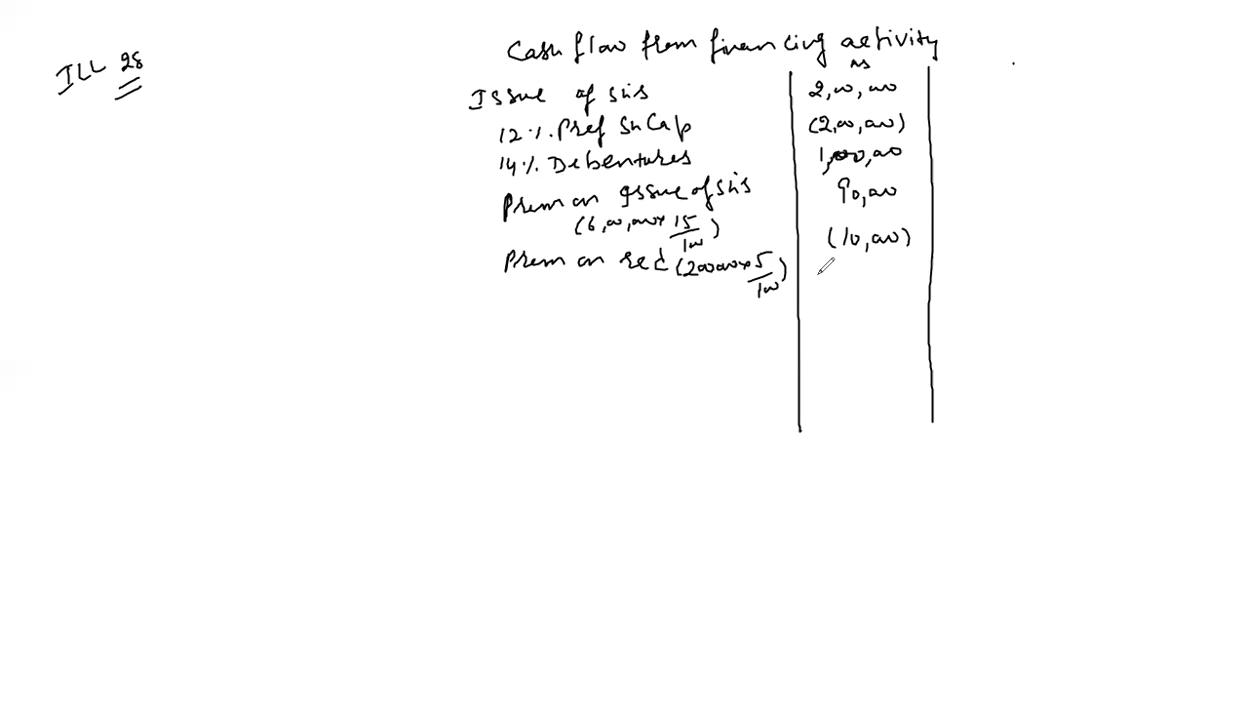 ILL 28
Cash flow from financing activity
Rs
Issue of shs 2,00,000
12%. Pref Sh Cap (2,00,000)
14%. Debentures 1,00,000
Prem on Issue of shs 90,000
(6,00,000 × 15/100)
Prem on red (200000 × 5/100) (10,000)